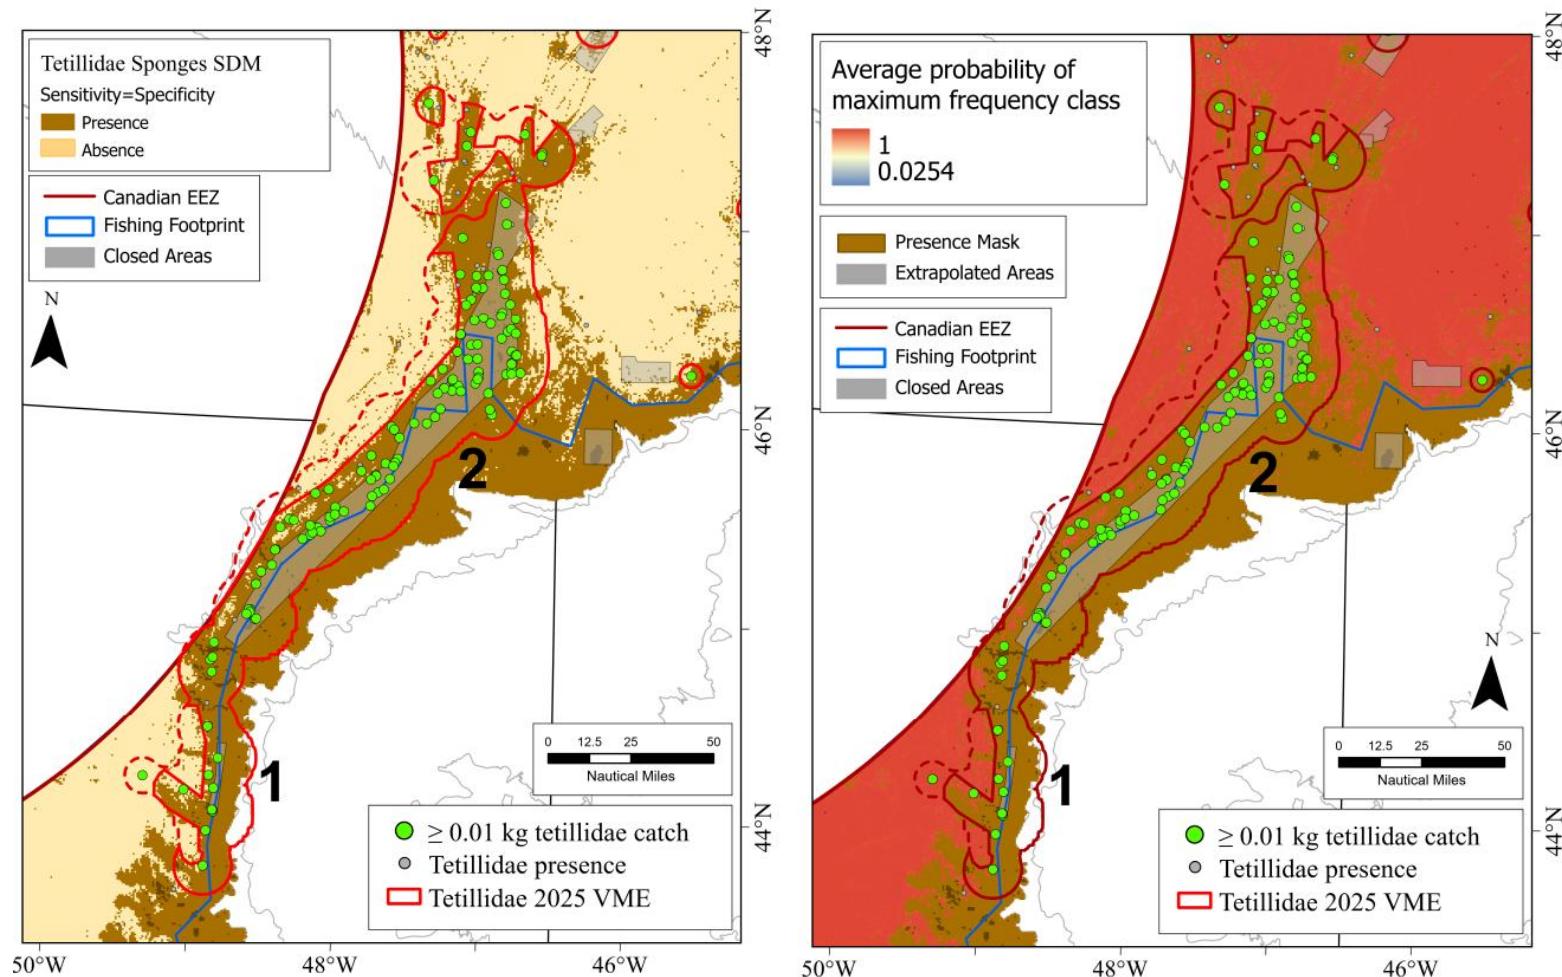 Tetillidae Sponges SDM
Sensitivity=Specificity
Presence
Absence
Canadian EEZ
Fishing Footprint
Closed Areas
N
2
1
0 12.5 25 50
Nautical Miles
≥ 0.01 kg tetillidae catch
Tetillidae presence
Tetillidae 2025 VME
48°N
46°N
44°N
50°W 48°W 46°W
Average probability of
maximum frequency class
1
0.0254
Presence Mask
Extrapolated Areas
Canadian EEZ
Fishing Footprint
Closed Areas
2
N
1
0 12.5 25 50
Nautical Miles
≥ 0.01 kg tetillidae catch
Tetillidae presence
Tetillidae 2025 VME
48°N
46°N
44°N
50°W 48°W 46°W